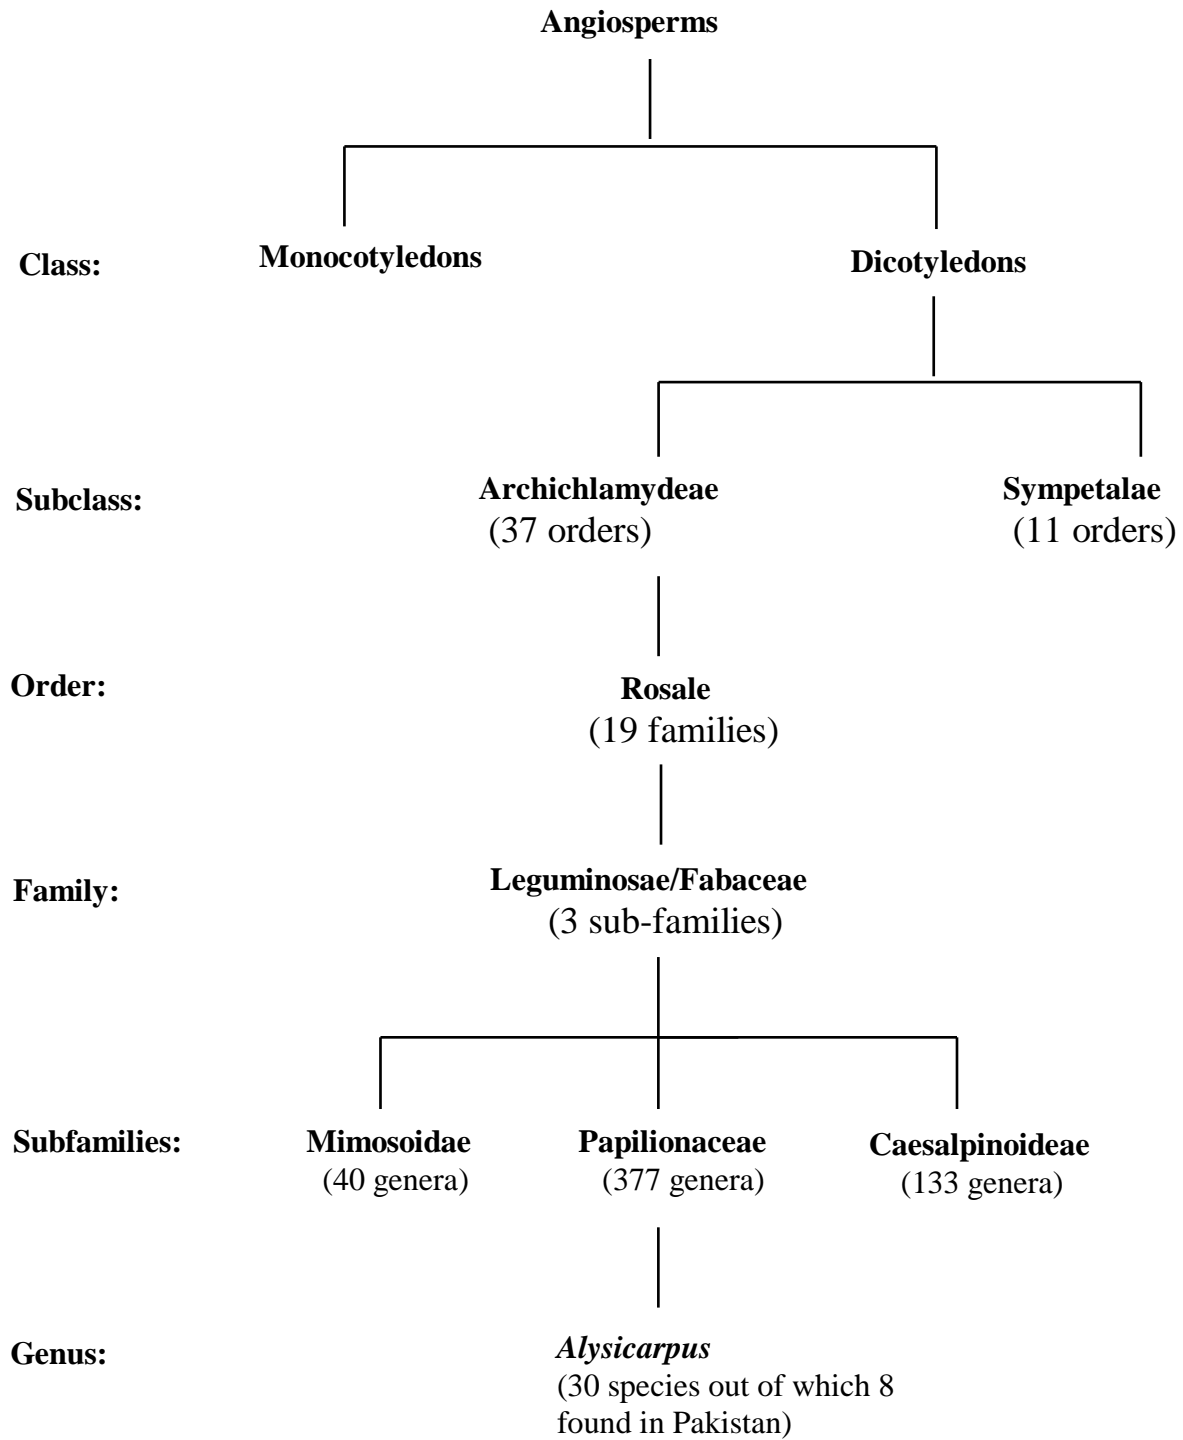 Angiosperms
Class:
Monocotyledons
Dicotyledons
Subclass:
Archichlamydeae
(37 orders)
Sympetalae
(11 orders)
Order:
Rosale
(19 families)
Family:
Leguminosae/Fabaceae
(3 sub-families)
Subfamilies:
Mimosoidae
(40 genera)
Papilionaceae
(377 genera)
Caesalpinoideae
(133 genera)
Genus:
Alysicarpus
(30 species out of which 8
found in Pakistan)